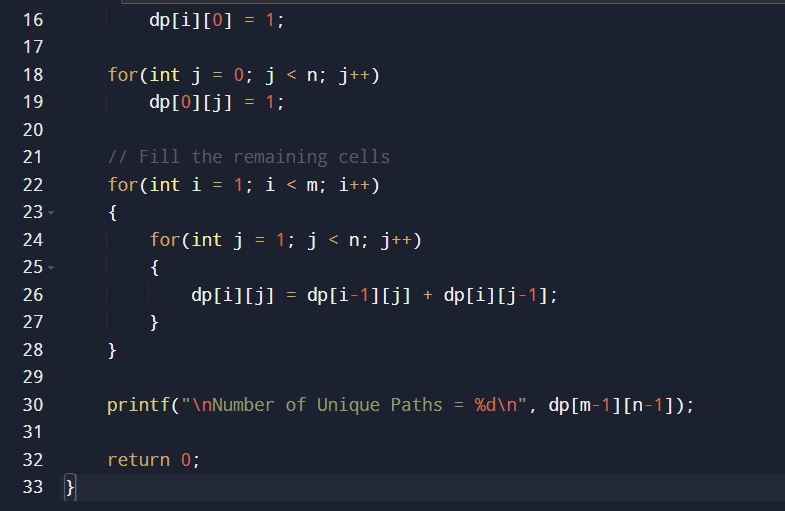 16 dp[i][0] = 1;
17
18 for(int j = 0; j < n; j++)
19 dp[0][j] = 1;
20
21 // Fill the remaining cells
22 for(int i = 1; i < m; i++)
23 {
24 for(int j = 1; j < n; j++)
25 {
26 dp[i][j] = dp[i-1][j] + dp[i][j-1];
27 }
28 }
29
30 printf("\nNumber of Unique Paths = %d\n", dp[m-1][n-1]);
31
32 return 0;
33 }